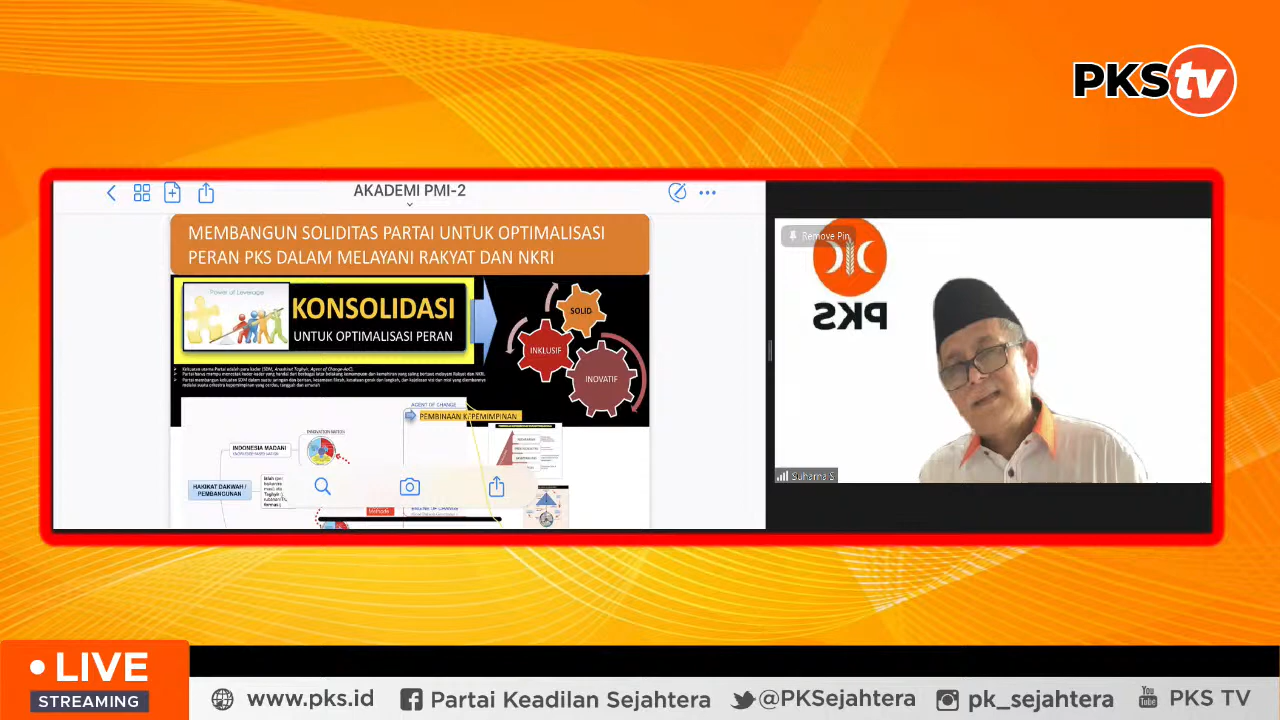 PKStv
AKADEMI PMI-2
MEMBANGUN SOLIDITAS PARTAI UNTUK OPTIMALISASI
PERAN PKS DALAM MELAYANI RAKYAT DAN NKRI
Power of Leverage
KONSOLIDASI
UNTUK OPTIMALISASI PERAN
SOLID
INKLUSIF
INOVATIF
AGENT OF CHANGE
PEMBINAAN KEPEMIMPINAN
INDONESIA MADANI
HAKIKAT DAKWAH /
PEMBANGUNAN
Remove Pin
PKS
Suharna S
LIVE
STREAMING
www.pks.id
Partai Keadilan Sejahtera
@PKSejahtera
pk_sejahtera
You
Tube
PKS TV